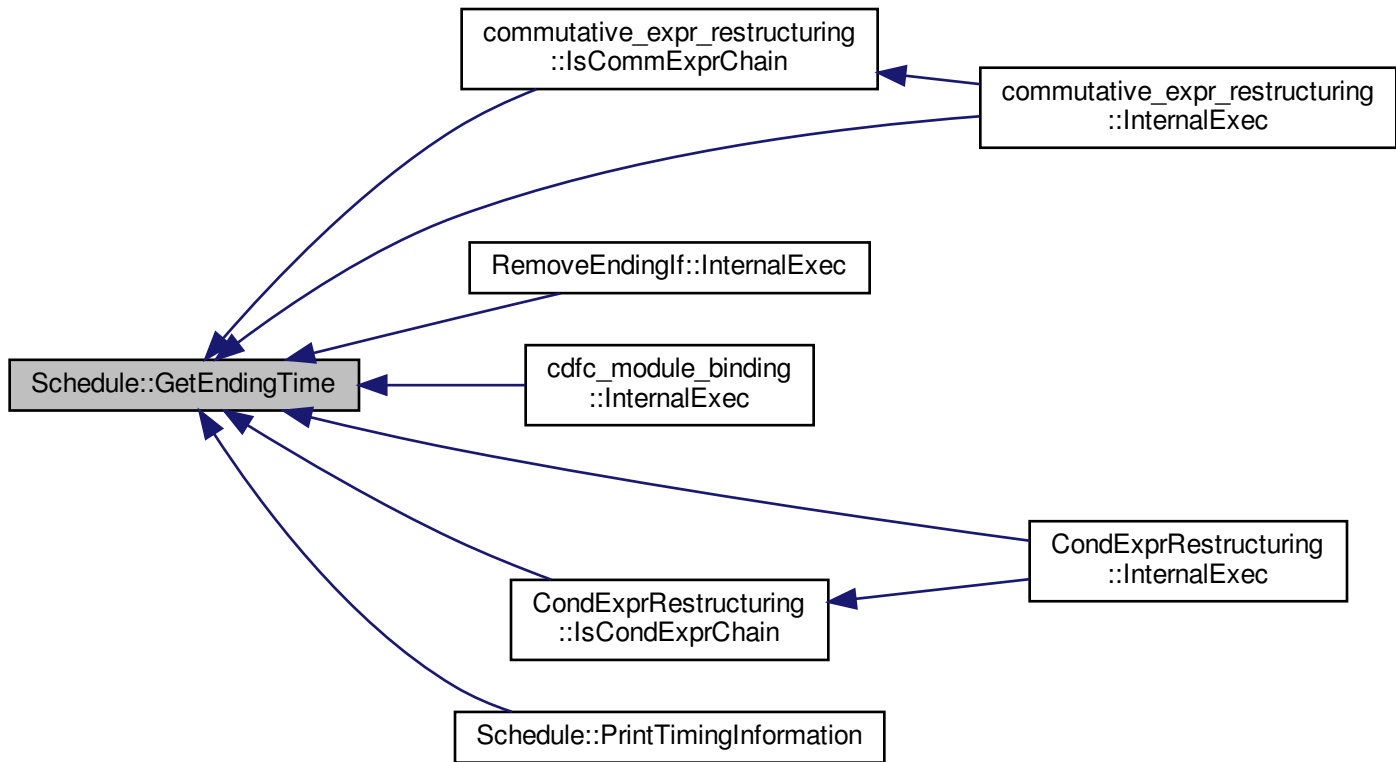 commutative_expr_restructuring
::IsCommExprChain
commutative_expr_restructuring
::InternalExec
RemoveEndingIf::InternalExec
Schedule::GetEndingTime
cdfc_module_binding
::InternalExec
CondExprRestructuring
::InternalExec
CondExprRestructuring
::IsCondExprChain
Schedule::PrintTimingInformation